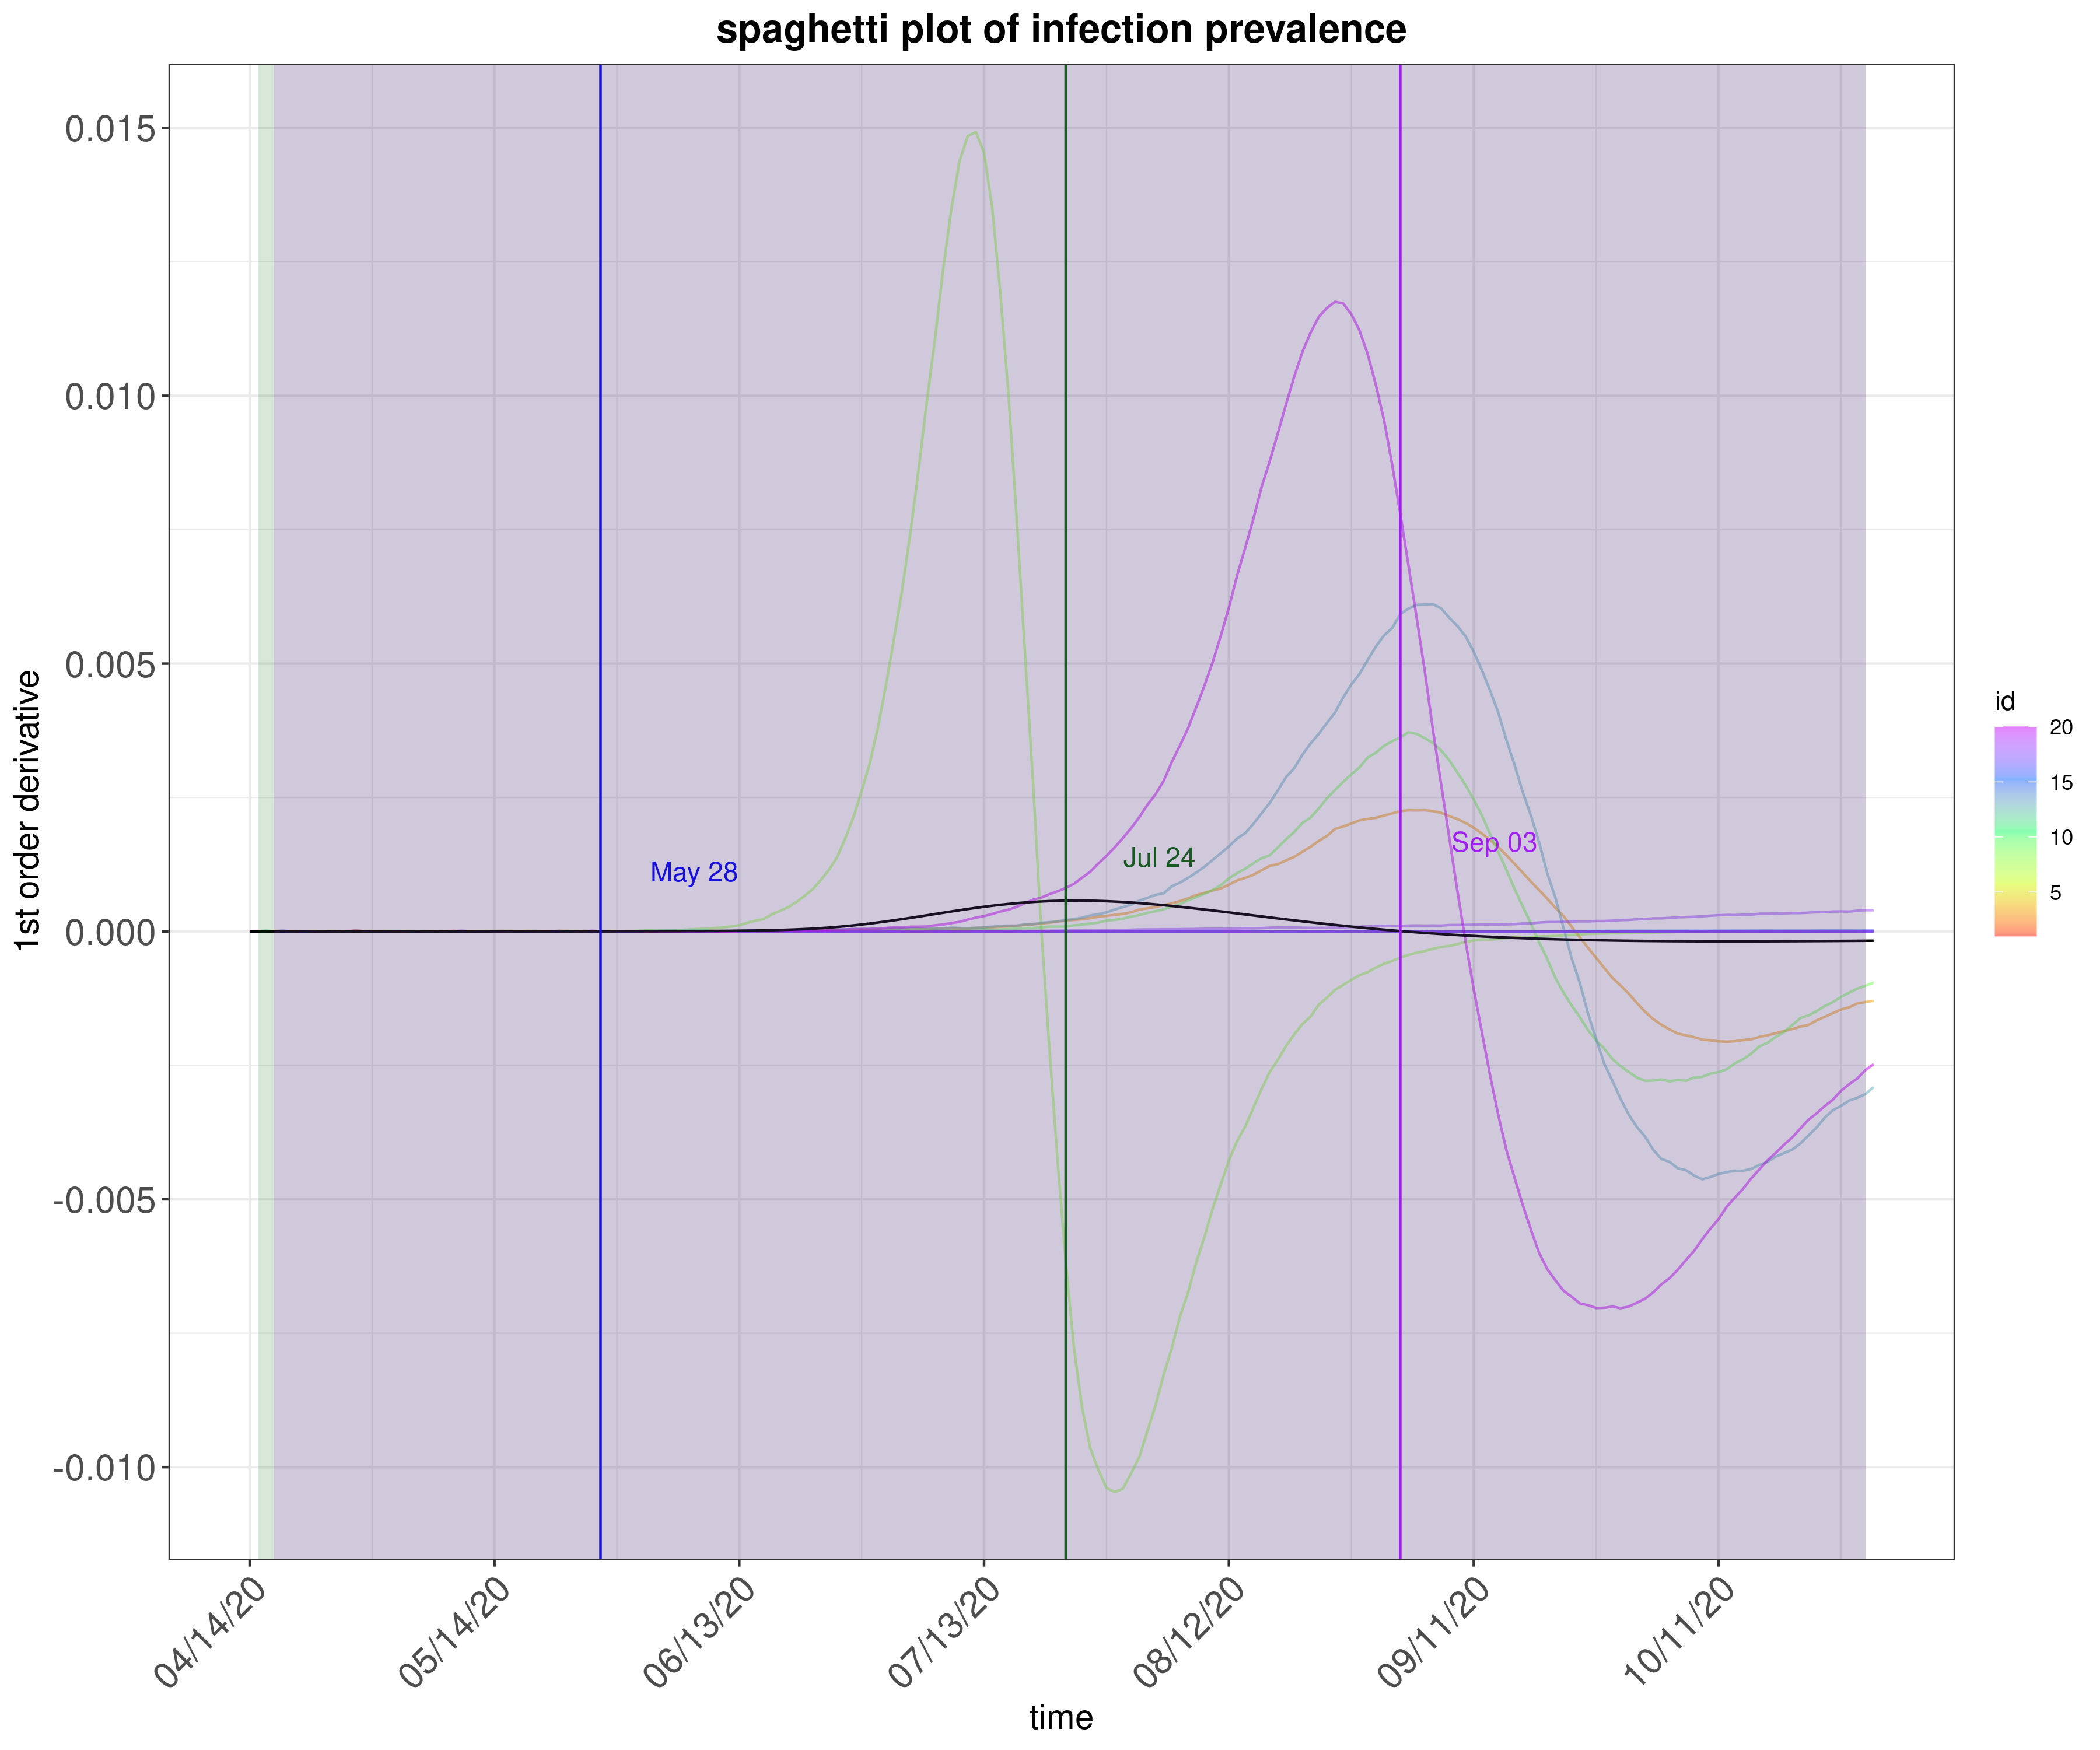 spaghetti plot of infection prevalence
1st order derivative
0.015
0.010
0.005
0.000
-0.005
-0.010
May 28
Jul 24
Sep 03
id
20
15
10
5
04/14/20
05/14/20
06/13/20
07/13/20
08/12/20
09/11/20
10/11/20
time